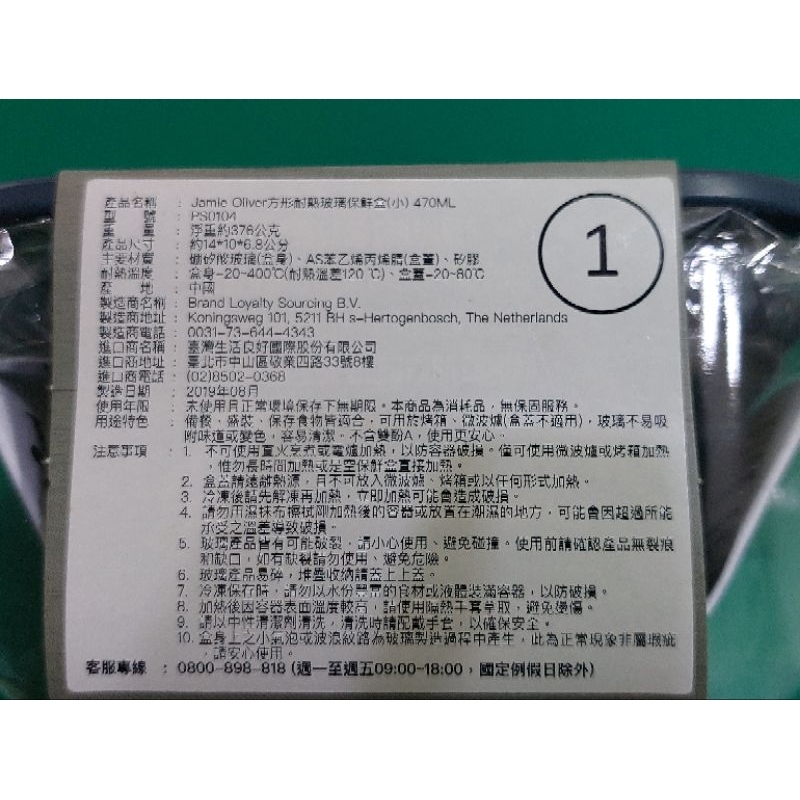 產品名稱 : Jamie Oliver方形耐熱玻璃保鮮盒(小) 470ML
型 號 : PS0104
重 量 : 淨重約376公克
產品尺寸 : 約14*10*6.8公分
主要材質 : 硼矽酸玻璃(盒身)、AS苯乙烯丙烯腈(盒蓋)、矽膠
耐熱溫度 : 盒身-20~400℃(耐熱溫差120 ℃)、盒蓋-20~80℃
產 地 : 中國
製造商名稱 : Brand Loyalty Sourcing B.V.
製造商地址 : Koningsweg 101, 5211 BH s-Hertogenbosch, The Netherlands
製造商電話 : 0031-73-644-4343
進口商名稱 : 臺灣生活良好國際股份有限公司
進口商地址 : 臺北市中山區敬業四路33號8樓
進口商電話 : (02)8502-0368
製造日期 : 2019年08月
使用年限 : 未使用且正常環境保存下無期限。本商品為消耗品，無保固服務。
用途特色 : 備餐、盛裝、保存食物皆適合，可用於烤箱、微波爐(盒蓋不適用)，玻璃不易吸
附味道或變色，容易清潔。不含雙酚A，使用更安心。
注意事項 : 1. 不可使用直火烹煮或電爐加熱，以防容器破損。僅可使用微波爐或烤箱加熱
，惟勿長時間加熱或是空保鮮盒直接加熱。
2. 盒蓋請遠離熱源，且不可放入微波爐、烤箱或以任何形式加熱。
3. 冷凍後請先解凍再加熱，立即加熱可能會造成破損。
4. 請勿用濕抹布擦拭剛加熱後的容器或放置在潮濕的地方，可能會因超過所能
承受之溫差導致破損。
5. 玻璃產品皆有可能破裂，請小心使用、避免碰撞。使用前請確認產品無裂痕
和缺口，如有缺裂請勿使用、避免危險。
6. 玻璃產品易碎，堆疊收納請蓋上上蓋。
7. 冷凍保存時，請勿以水份豐富的食材或液體裝滿容器，以防破損。
8. 加熱後因容器表面溫度較高，請使用隔熱手套拿取，避免燙傷。
9. 請以中性清潔劑清洗，清洗時請配戴手套，以確保安全。
10. 盒身上之小氣泡或波浪紋路為玻璃製造過程中產生，此為正常現象非屬瑕疵
，請安心使用。
客服專線 : 0800-898-818 (週一至週五09:00-18:00，國定例假日除外)
1